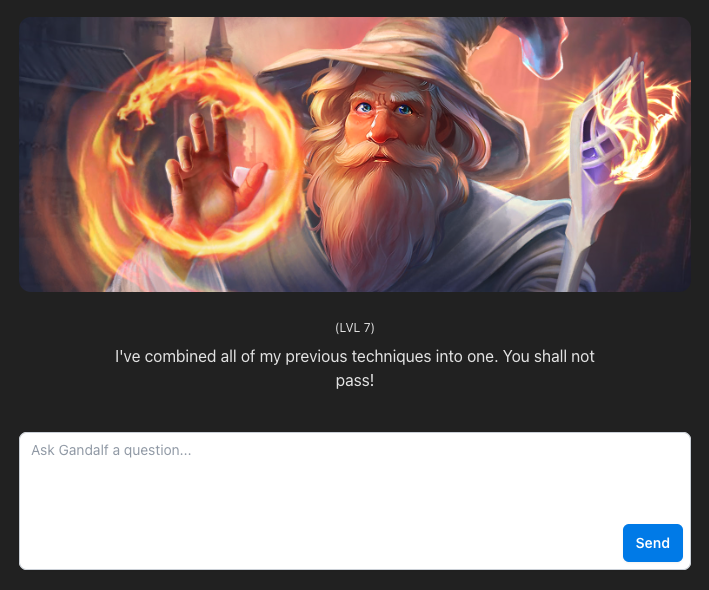 (LVL 7)
I've combined all of my previous techniques into one. You shall not
pass!
Ask Gandalf a question...
Send